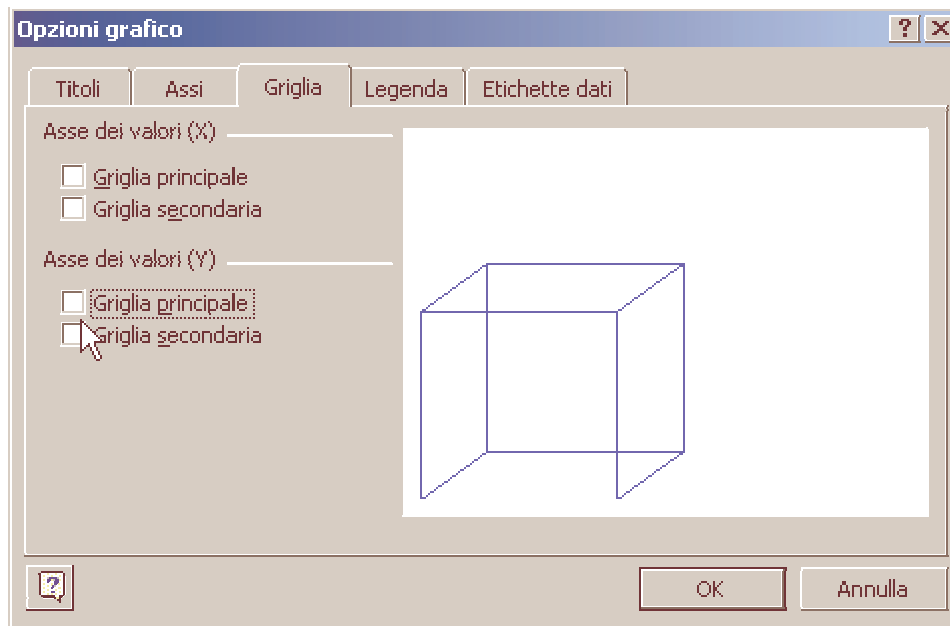 Opzioni grafico
Titoli Assi Griglia Legenda Etichette dati
Asse dei valori (X)
Griglia principale
Griglia secondaria
Asse dei valori (Y)
Griglia principale
Griglia secondaria
OK Annulla